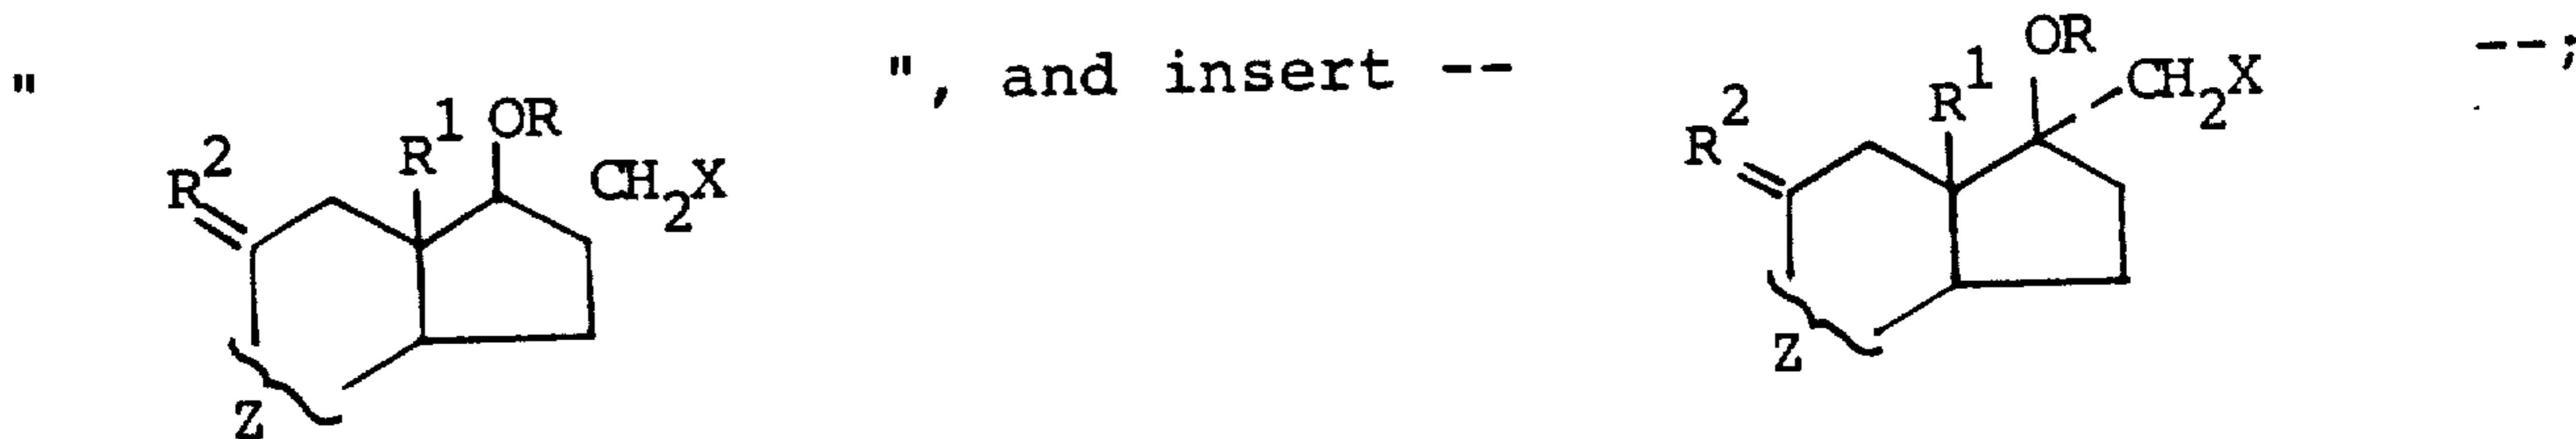 " ", and insert -- --;
R² R¹ OR CH₂X Z
R² R¹ OR CH₂X Z